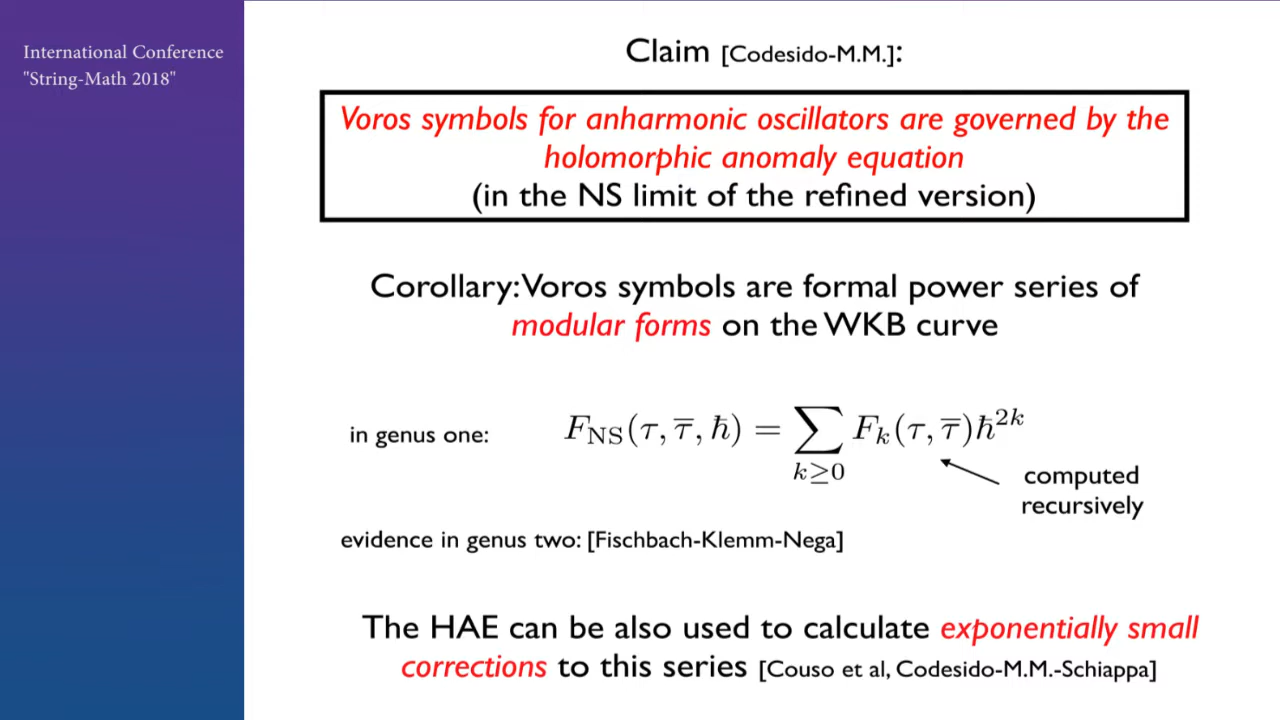 International Conference
"String-Math 2018"
Claim [Codesido-M.M.]:
Voros symbols for anharmonic oscillators are governed by the
holomorphic anomaly equation
(in the NS limit of the refined version)
Corollary: Voros symbols are formal power series of
modular forms on the WKB curve
in genus one: F_NS(τ, τ̅, ħ) = ∑_{k≥0} F_k(τ, τ̅)ħ^{2k}
computed
recursively
evidence in genus two: [Fischbach-Klemm-Nega]
The HAE can be also used to calculate exponentially small
corrections to this series [Couso et al, Codesido-M.M.-Schiappa]